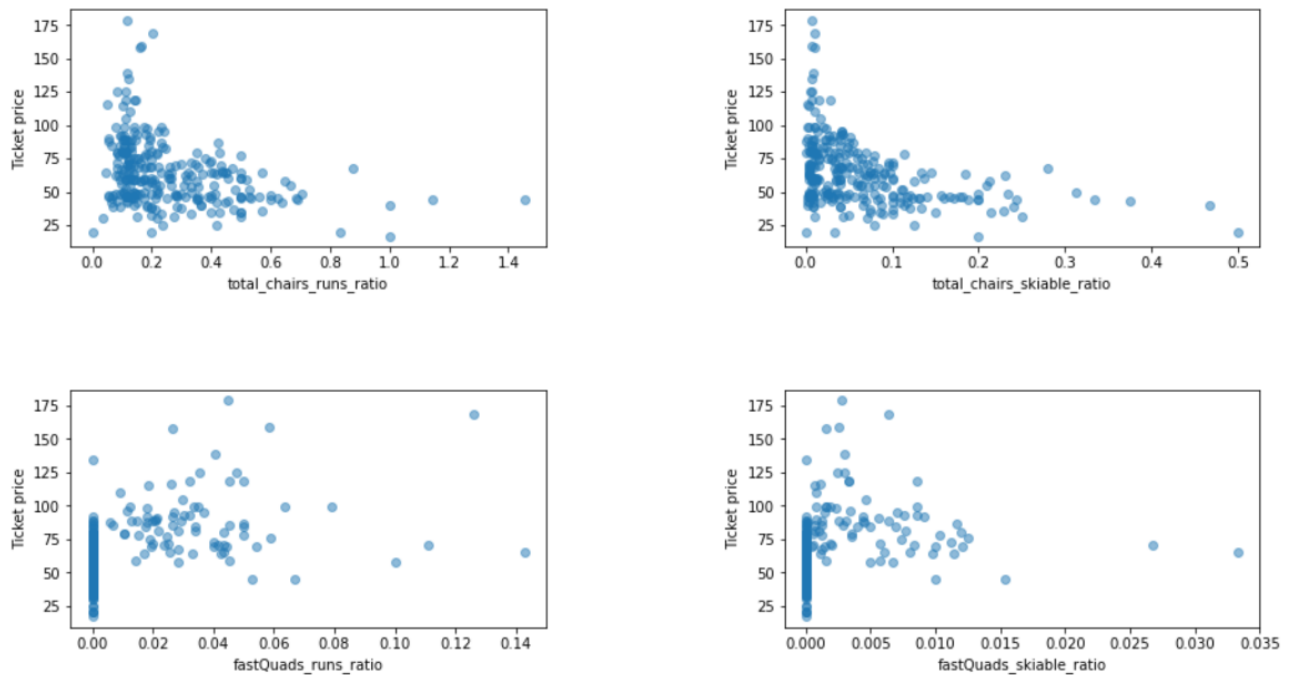 175
150
125
100
75
50
25
Ticket price
0.0 0.2 0.4 0.6 0.8 1.0 1.2 1.4
total_chairs_runs_ratio
175
150
125
100
75
50
25
Ticket price
0.0 0.1 0.2 0.3 0.4 0.5
total_chairs_skiable_ratio
175
150
125
100
75
50
25
Ticket price
0.00 0.02 0.04 0.06 0.08 0.10 0.12 0.14
fastQuads_runs_ratio
175
150
125
100
75
50
25
Ticket price
0.000 0.005 0.010 0.015 0.020 0.025 0.030 0.035
fastQuads_skiable_ratio